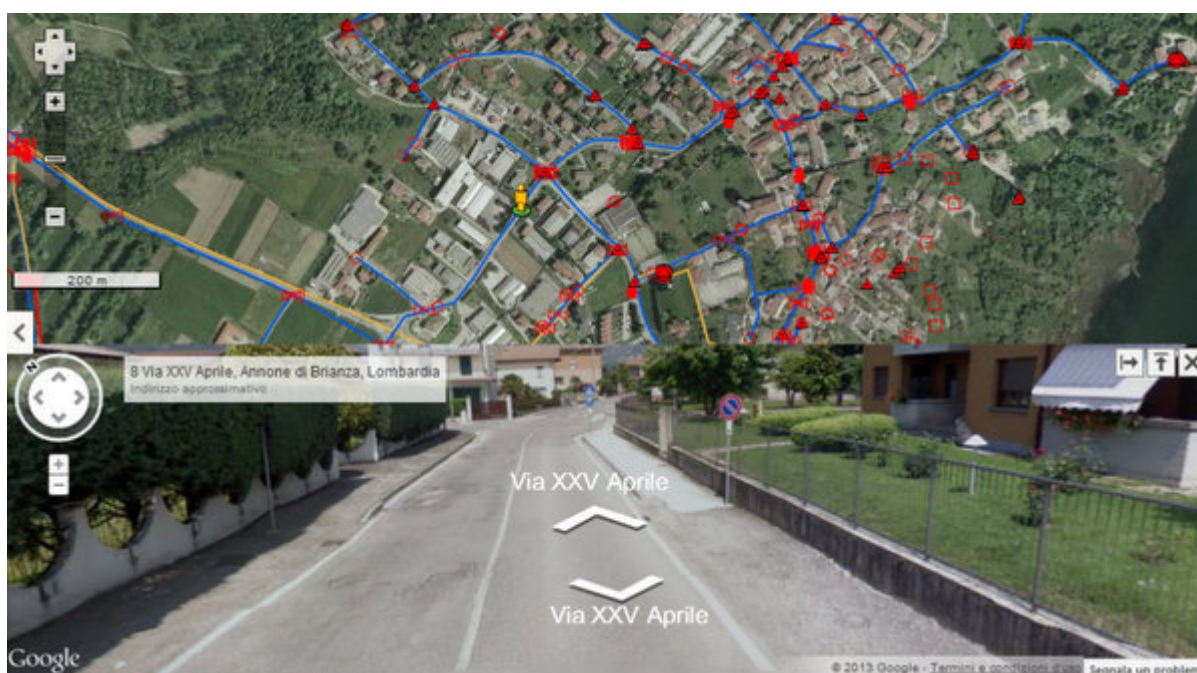 200 m
8 Via XXV Aprile, Annone di Brianza, Lombardia
Indirizzo approssimativo
Via XXV Aprile
Via XXV Aprile
Google
© 2013 Google - Termini e condizioni d'uso
Segnala un problem